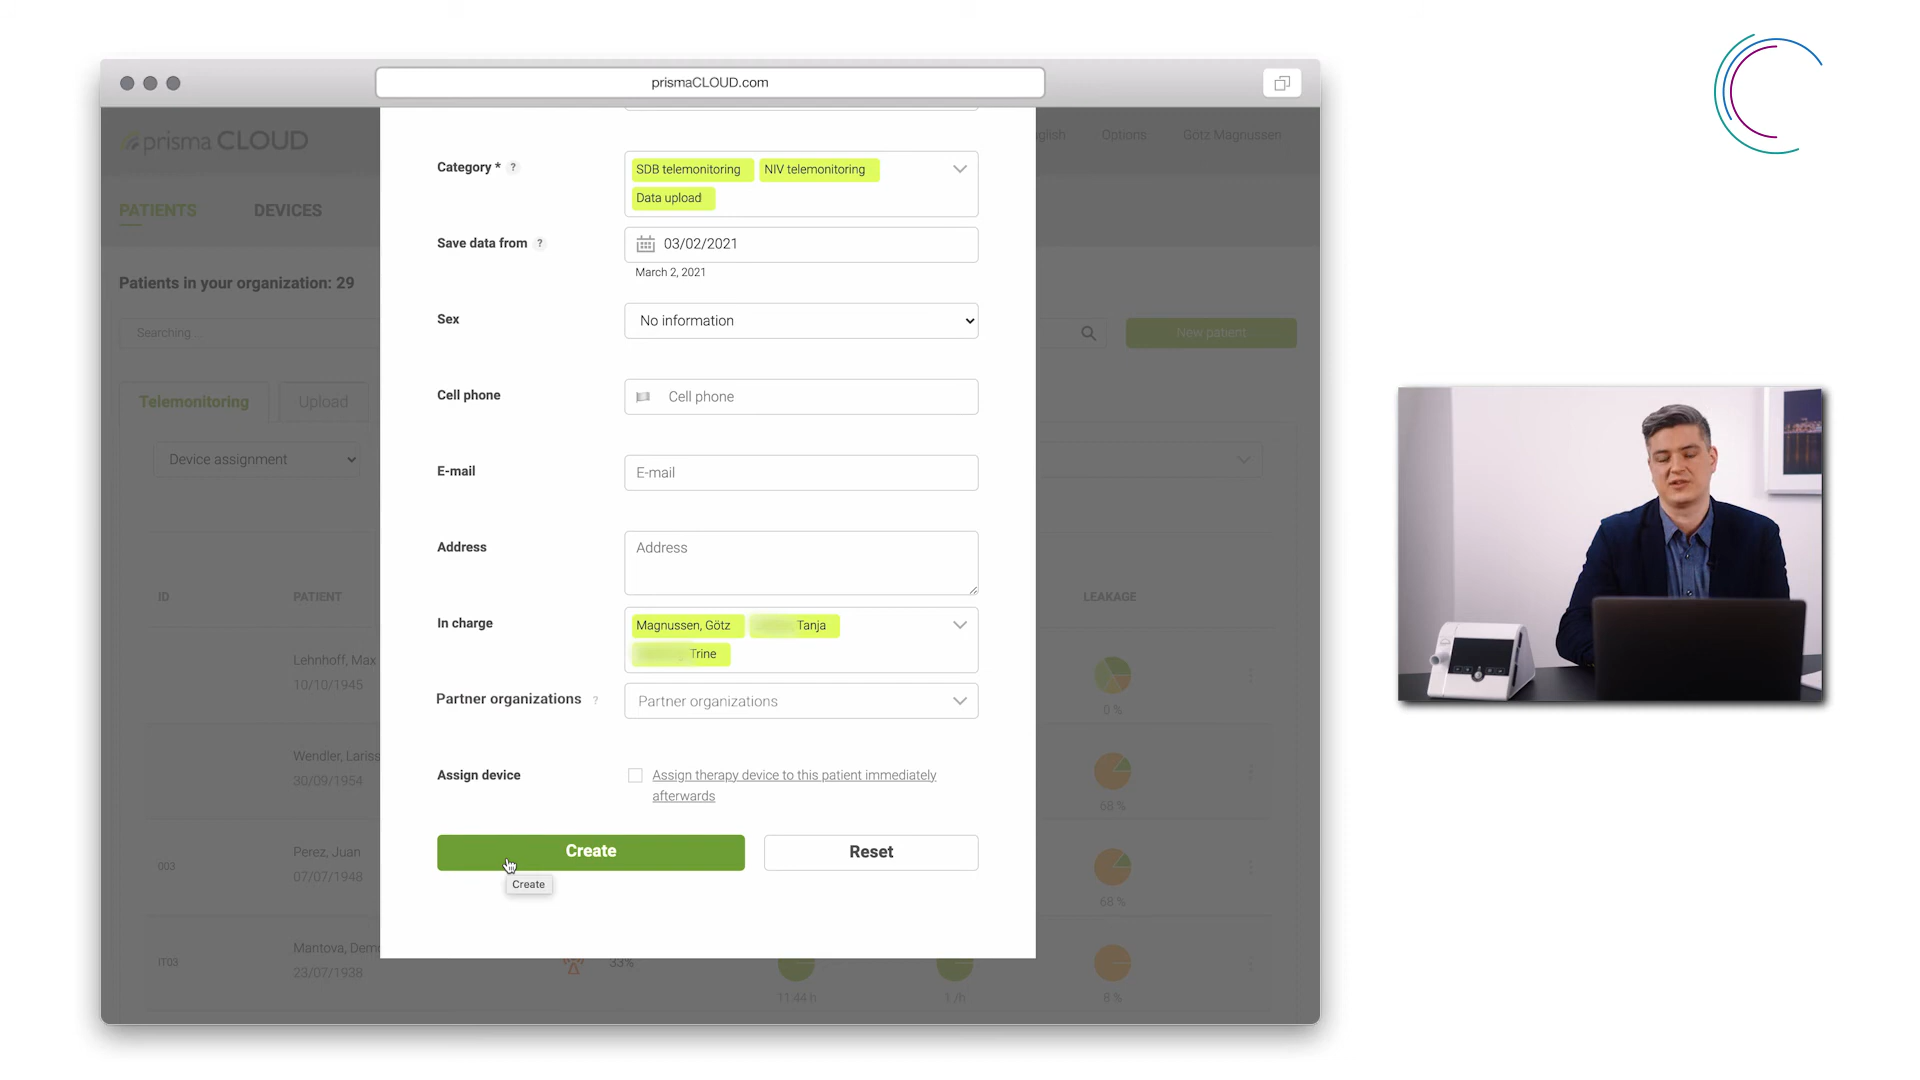 prismaCLOUD.com
prisma CLOUD
Options
Götz Magnussen
PATIENTS
DEVICES
Patients in your organization: 29
Searching ...
New patient
Telemonitoring
Upload
Device assignment
ID
PATIENT
LEAKAGE
Lehnhoff, Max
10/10/1945
0 %
Wendler, Lariss
30/09/1954
68 %
003
Perez, Juan
07/07/1948
68 %
IT03
Mantova, Dem
23/07/1938
33%
11:44 h
1 /h
8 %
Category * ?
SDB telemonitoring
NIV telemonitoring
Data upload
Save data from ?
03/02/2021
March 2, 2021
Sex
No information
Cell phone
Cell phone
E-mail
E-mail
Address
Address
In charge
Magnussen, Götz
Tanja
Trine
Partner organizations ?
Partner organizations
Assign device
Assign therapy device to this patient immediately
afterwards
Create
Reset
Create